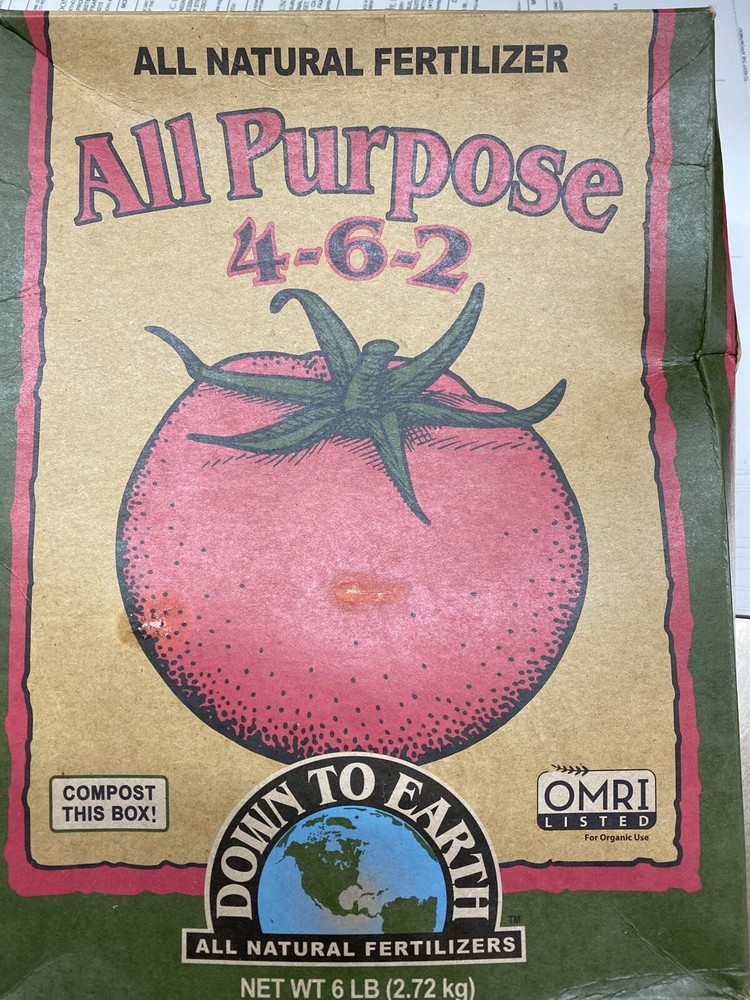 ALL NATURAL FERTILIZER
All Purpose
4-6-2
COMPOST
THIS BOX!
OMRI
LISTED
For Organic Use
DOWN TO EARTH
TM
ALL NATURAL FERTILIZERS
NET WT 6 LB (2.72 kg)